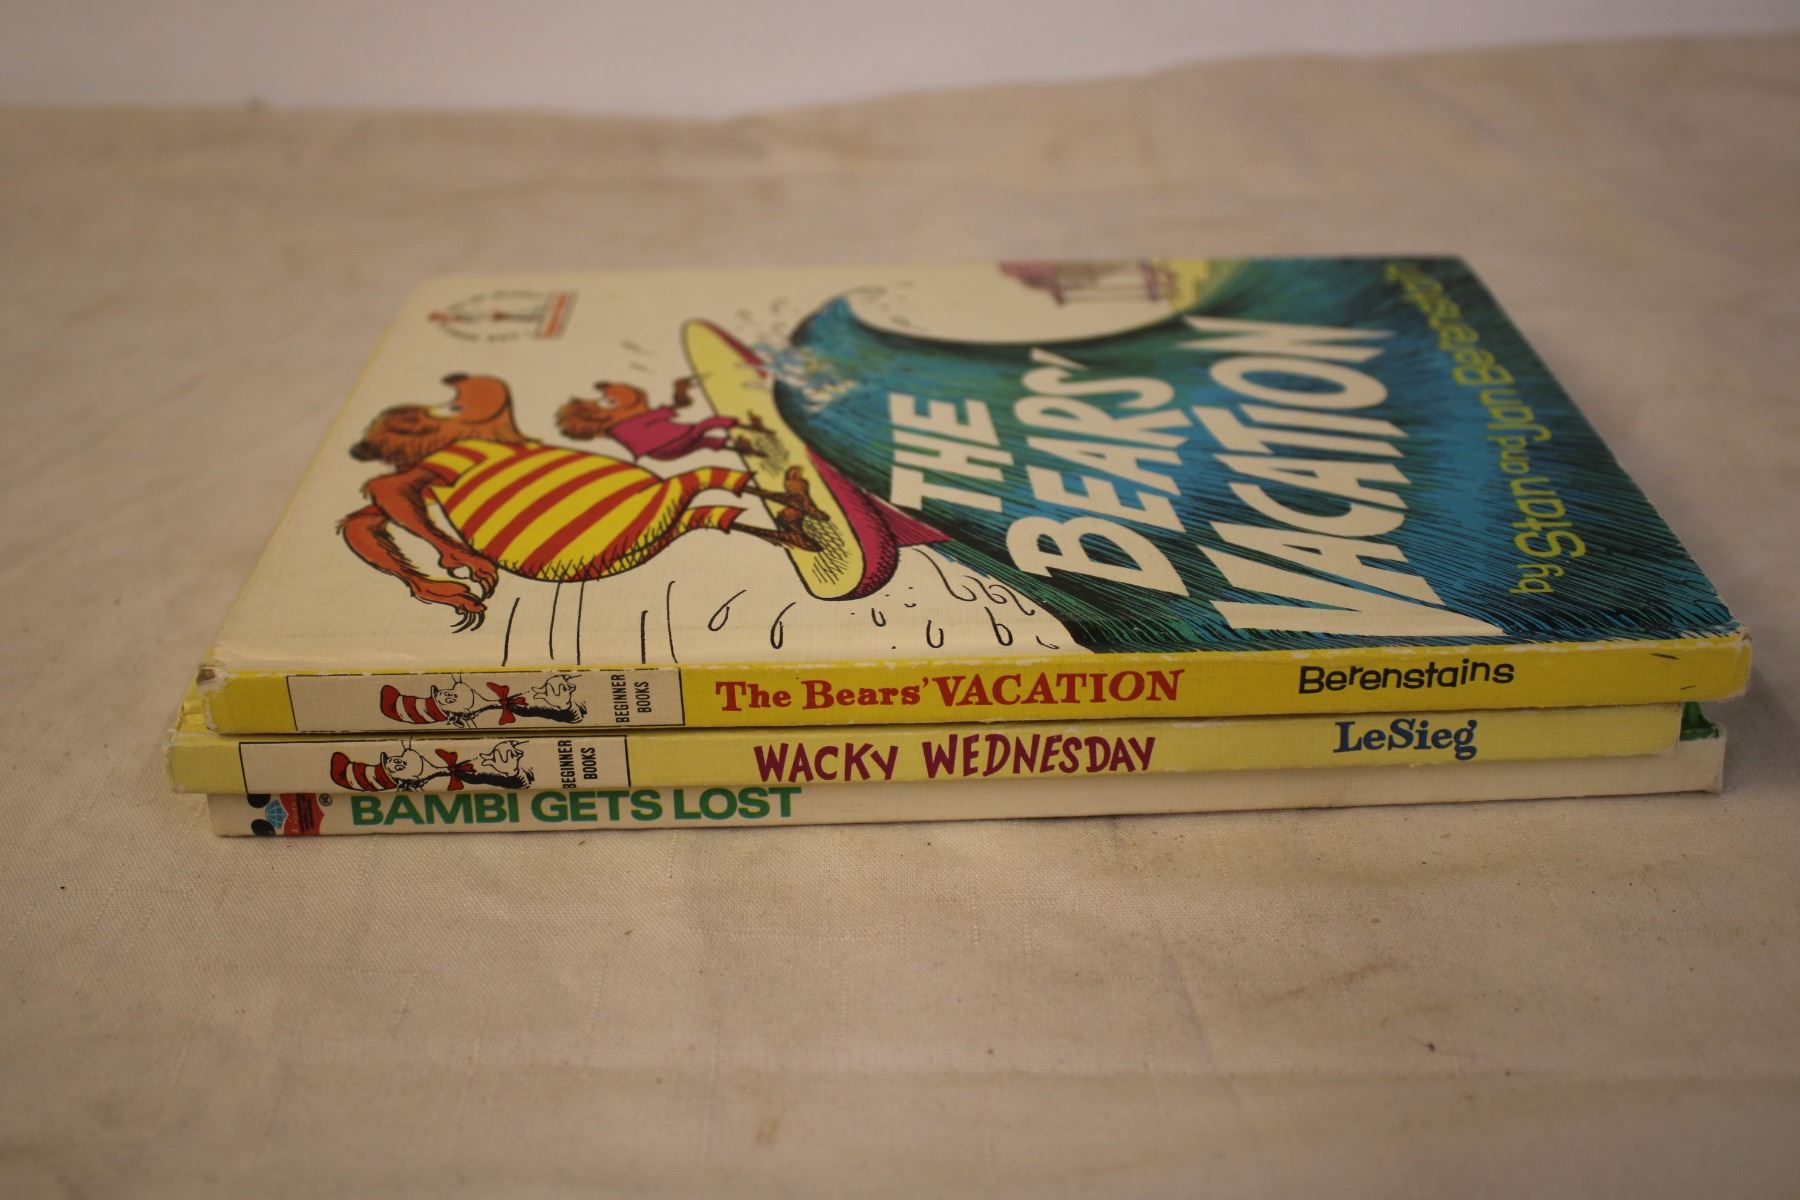 THE
BEARS'
VACATION
by Stan and Jan Berenstain
BEGINNER
BOOKS
The Bears' VACATION Berenstains
BEGINNER
BOOKS
WACKY WEDNESDAY LeSieg
® BAMBI GETS LOST